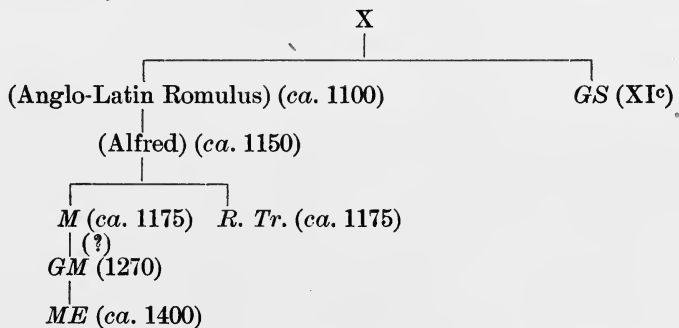 X
(Anglo-Latin Romulus) (ca. 1100) GS (XIᶜ)
(Alfred) (ca. 1150)
M (ca. 1175) R. Tr. (ca. 1175)
(?)
GM (1270)
ME (ca. 1400)